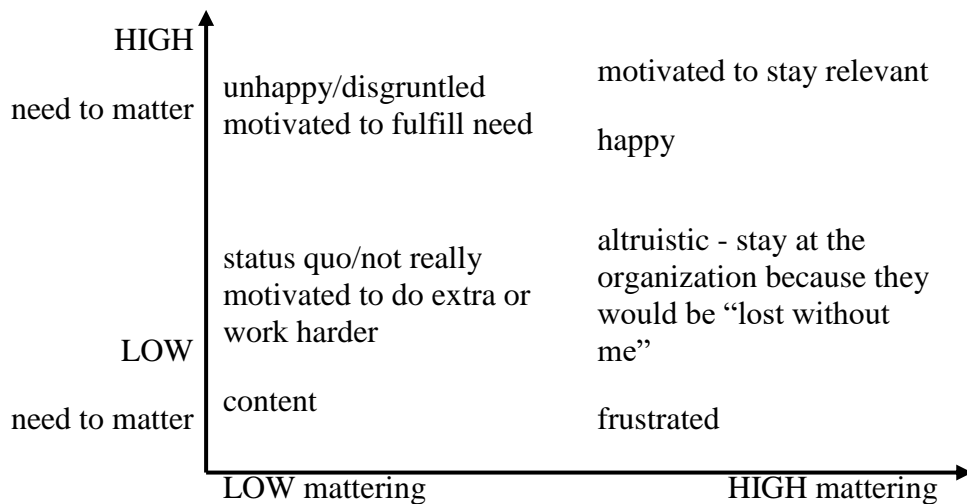 HIGH
need to matter
unhappy/disgruntled
motivated to fulfill need
motivated to stay relevant
happy
status quo/not really
motivated to do extra or
work harder
altruistic - stay at the
organization because they
would be “lost without
me”
LOW
need to matter
content
frustrated
LOW mattering
HIGH mattering